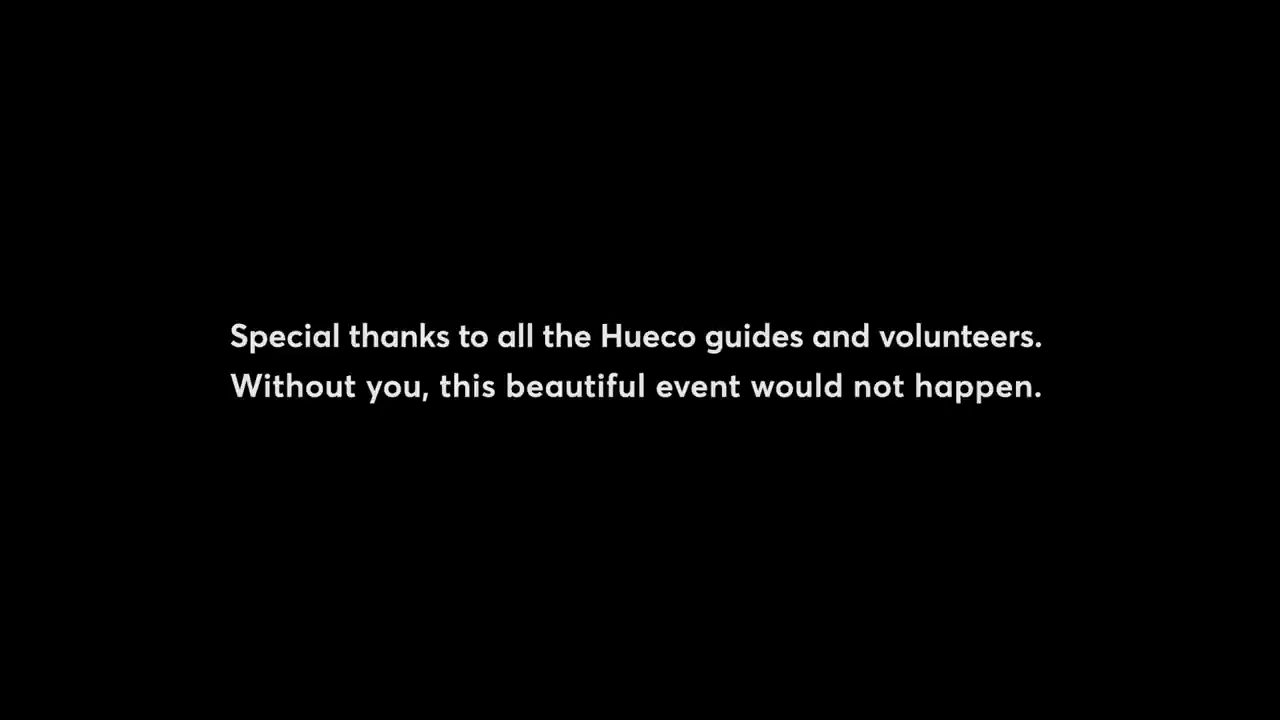 Special thanks to all the Hueco guides and volunteers.
Without you, this beautiful event would not happen.